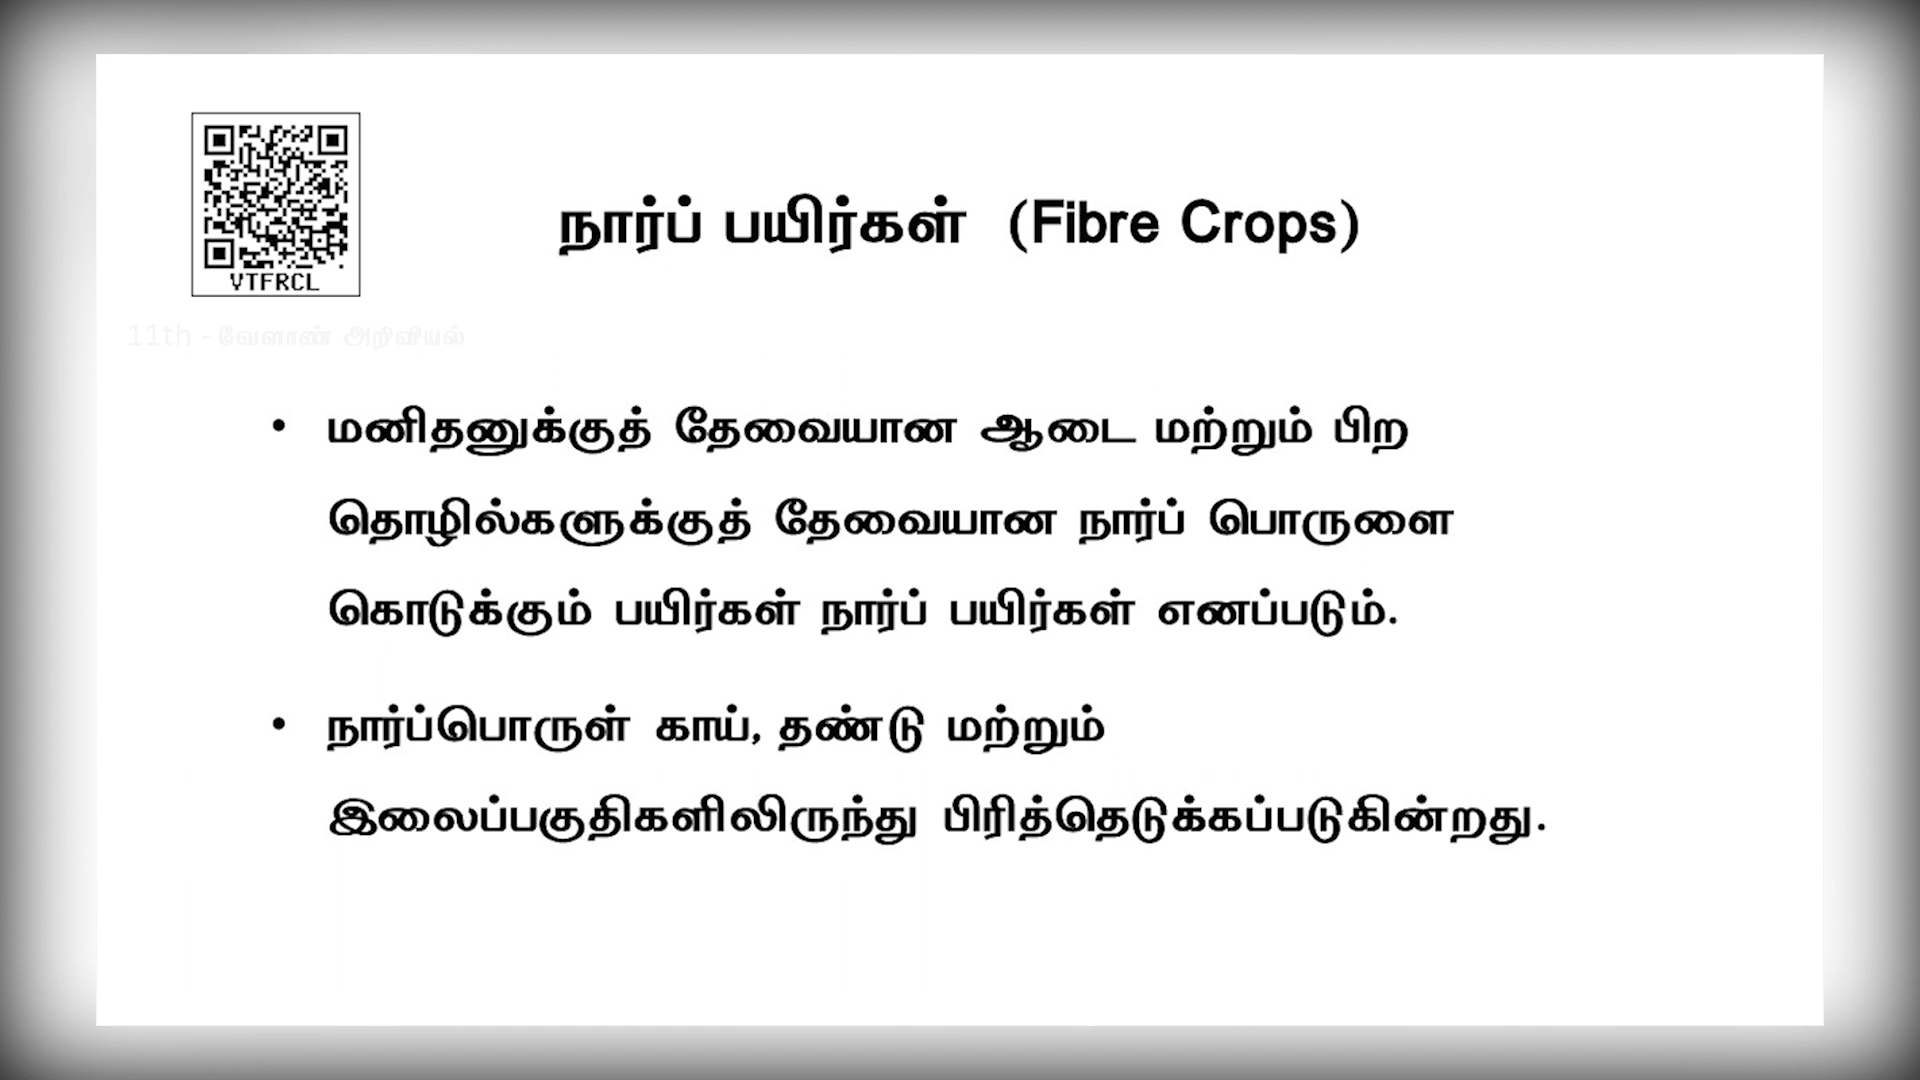 VTFRCL
நார்ப் பயிர்கள் (Fibre Crops)
11th - வேளாண் அறிவியல்
• மனிதனுக்குத் தேவையான ஆடை மற்றும் பிற
தொழில்களுக்குத் தேவையான நார்ப் பொருளை
கொடுக்கும் பயிர்கள் நார்ப் பயிர்கள் எனப்படும்.
• நார்ப்பொருள் காய், தண்டு மற்றும்
இலைப்பகுதிகளிலிருந்து பிரித்தெடுக்கப்படுகின்றது.